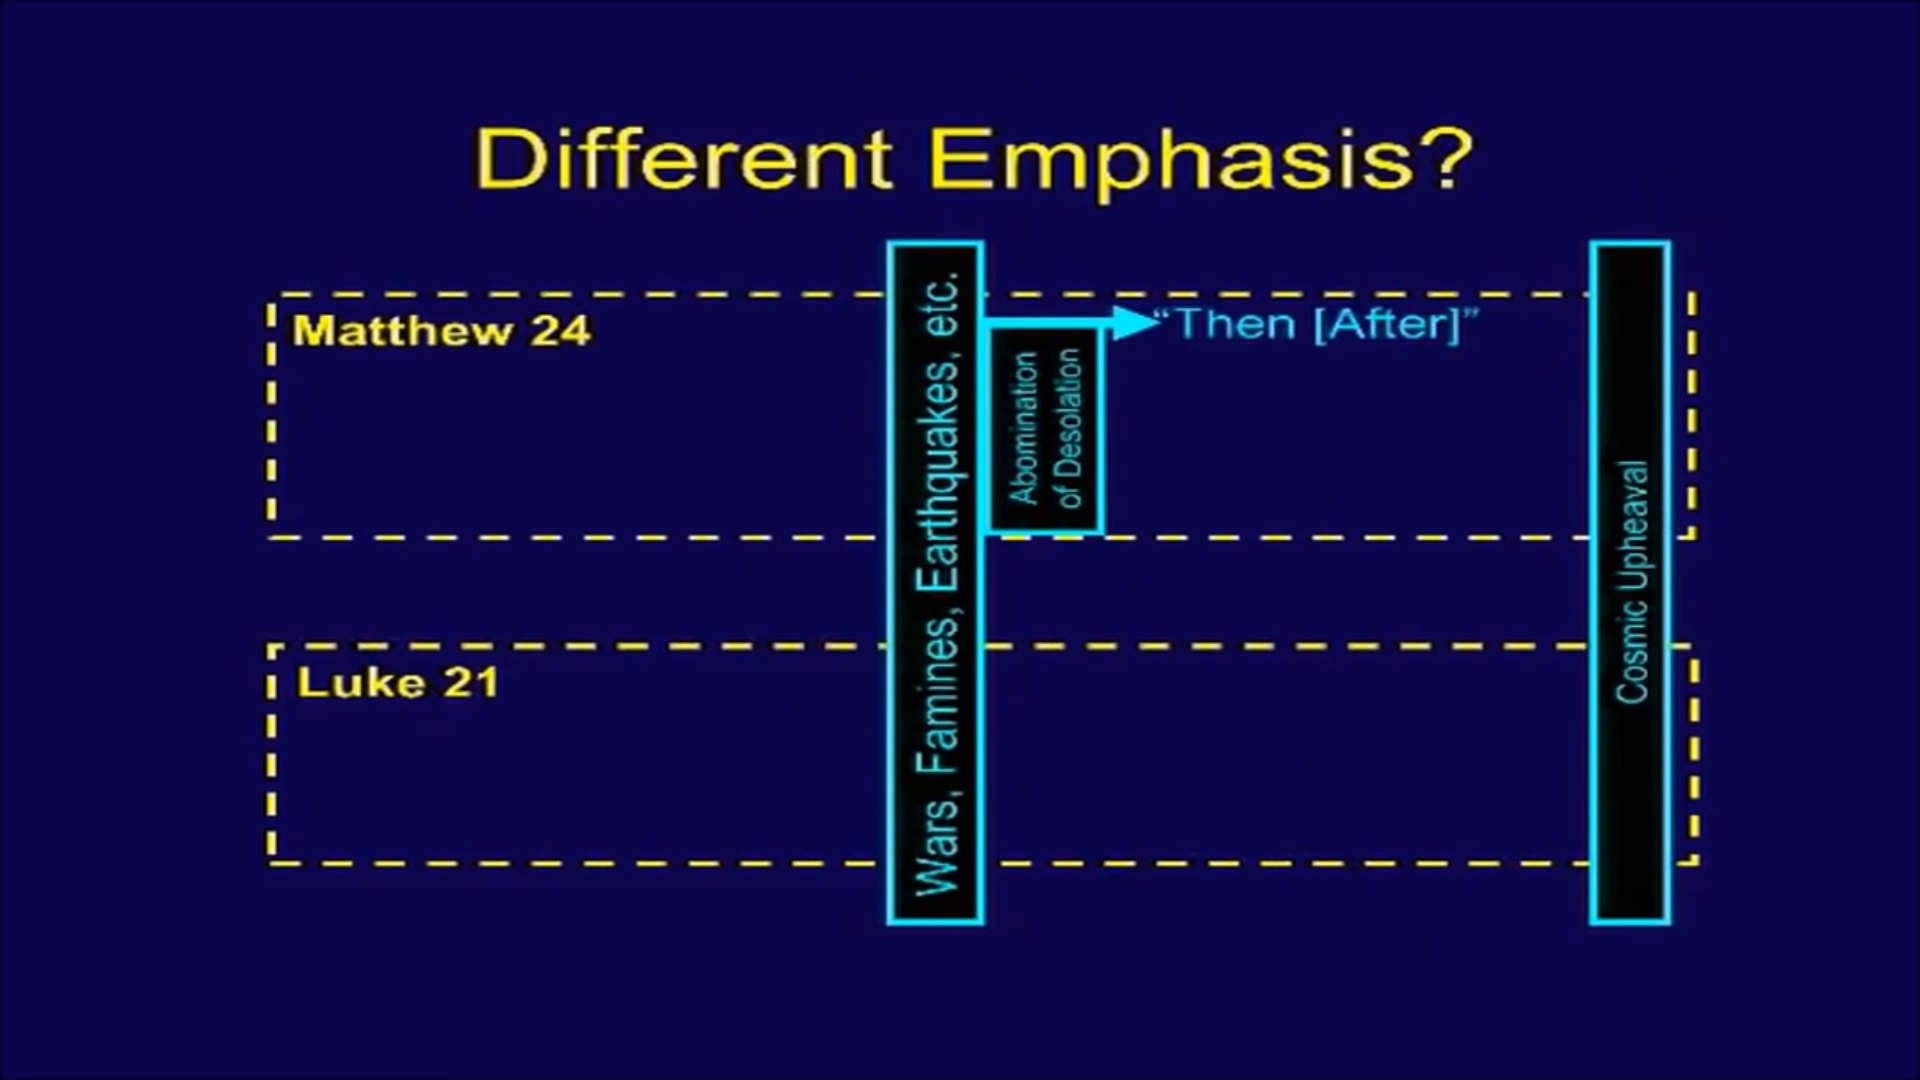 Different Emphasis?
Matthew 24
Wars, Famines, Earthquakes, etc.
Abomination
of Desolation
“Then [After]”
Cosmic Upheaval
Luke 21